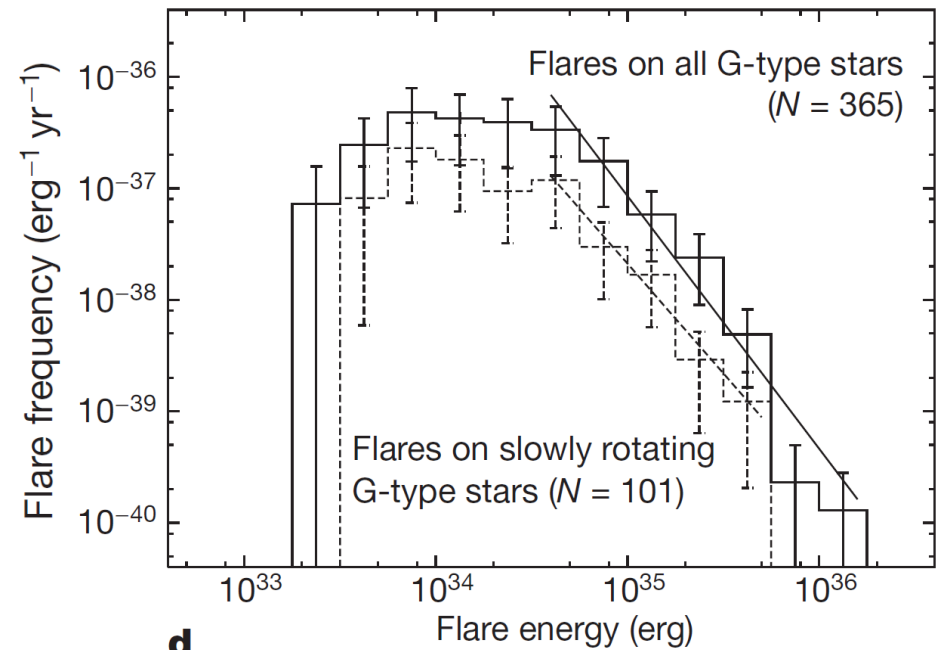 Flares on all G-type stars
(N = 365)
10⁻³⁶
10⁻³⁷
10⁻³⁸
10⁻³⁹
10⁻⁴⁰
Flare frequency (erg⁻¹ yr⁻¹)
Flares on slowly rotating
G-type stars (N = 101)
10³³
10³⁴
10³⁵
10³⁶
Flare energy (erg)
d